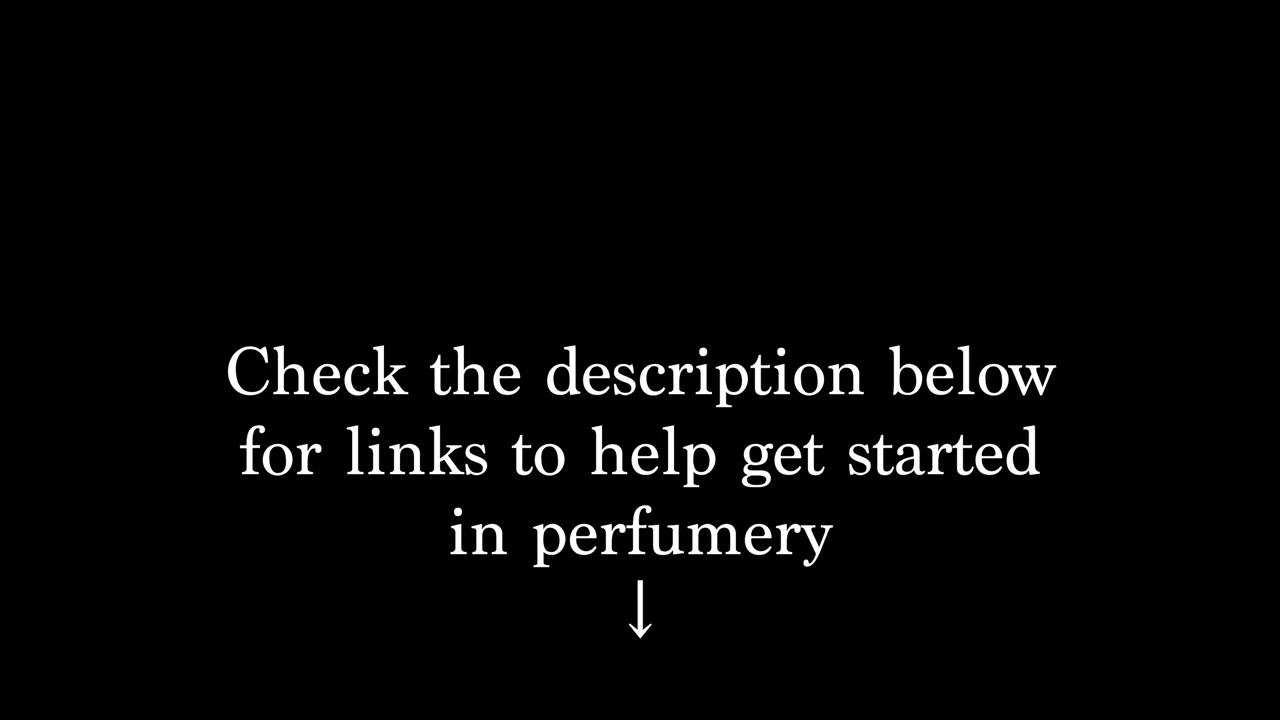 Check the description below
for links to help get started
in perfumery
↓